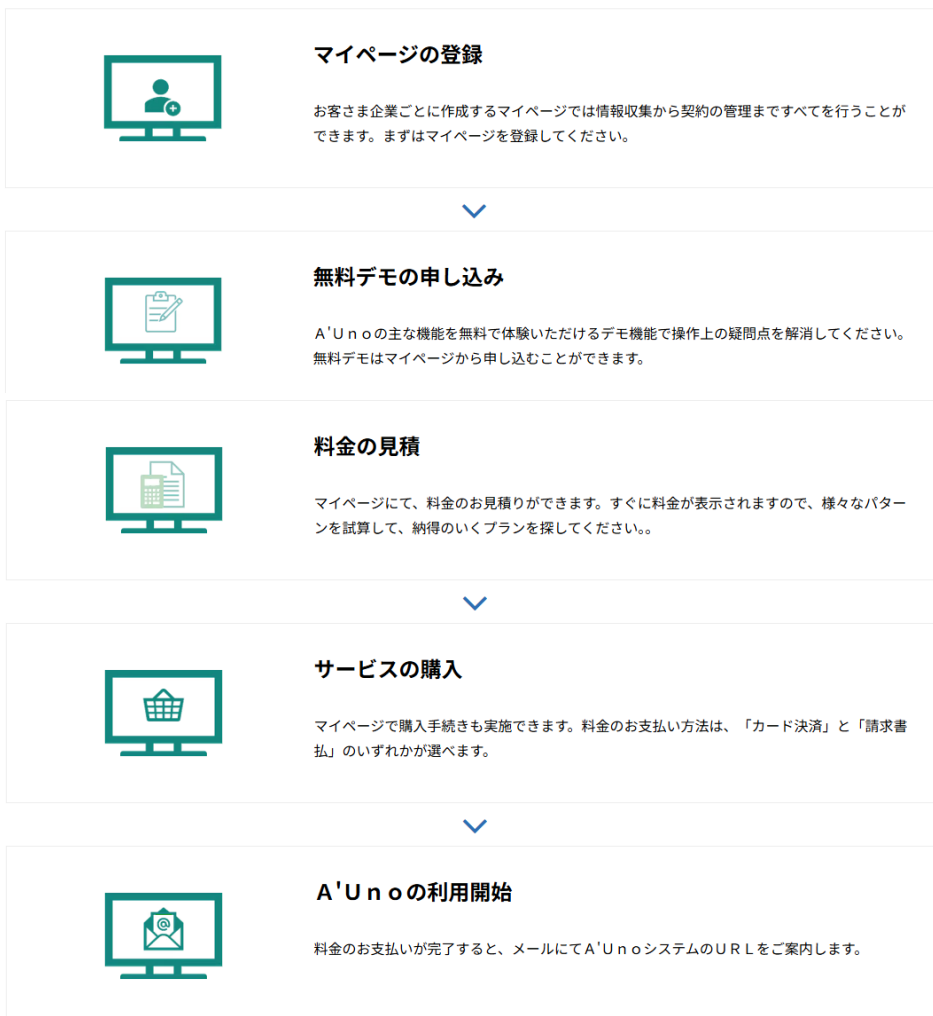 マイページの登録
お客さま企業ごとに作成するマイページでは情報収集から契約の管理まですべてを行うことが
できます。まずはマイページを登録してください。
無料デモの申し込み
Ａ'Ｕｎｏの主な機能を無料で体験いただけるデモ機能で操作上の疑問点を解消してください。
無料デモはマイページから申し込むことができます。
料金の見積
マイページにて、料金のお見積りができます。すぐに料金が表示されますので、様々なパター
ンを試算して、納得のいくプランを探してください。。
サービスの購入
マイページで購入手続きも実施できます。料金のお支払い方法は、「カード決済」と「請求書
払」のいずれかが選べます。
Ａ'Ｕｎｏの利用開始
料金のお支払いが完了すると、メールにてＡ'ＵｎｏシステムのＵＲＬをご案内します。